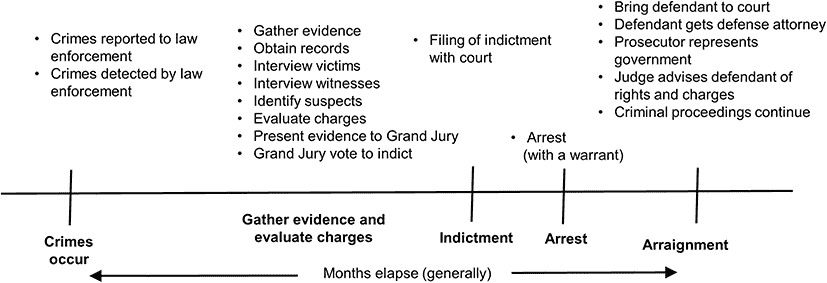 • Crimes reported to law
enforcement
• Crimes detected by law
enforcement
• Gather evidence
• Obtain records
• Interview victims
• Interview witnesses
• Identify suspects
• Evaluate charges
• Present evidence to Grand Jury
• Grand Jury vote to indict
• Filing of indictment
with court
• Arrest
(with a warrant)
• Bring defendant to court
• Defendant gets defense attorney
• Prosecutor represents
government
• Judge advises defendant of
rights and charges
• Criminal proceedings continue
Crimes
occur
Gather evidence and
evaluate charges
Indictment
Arrest
Arraignment
Months elapse (generally)